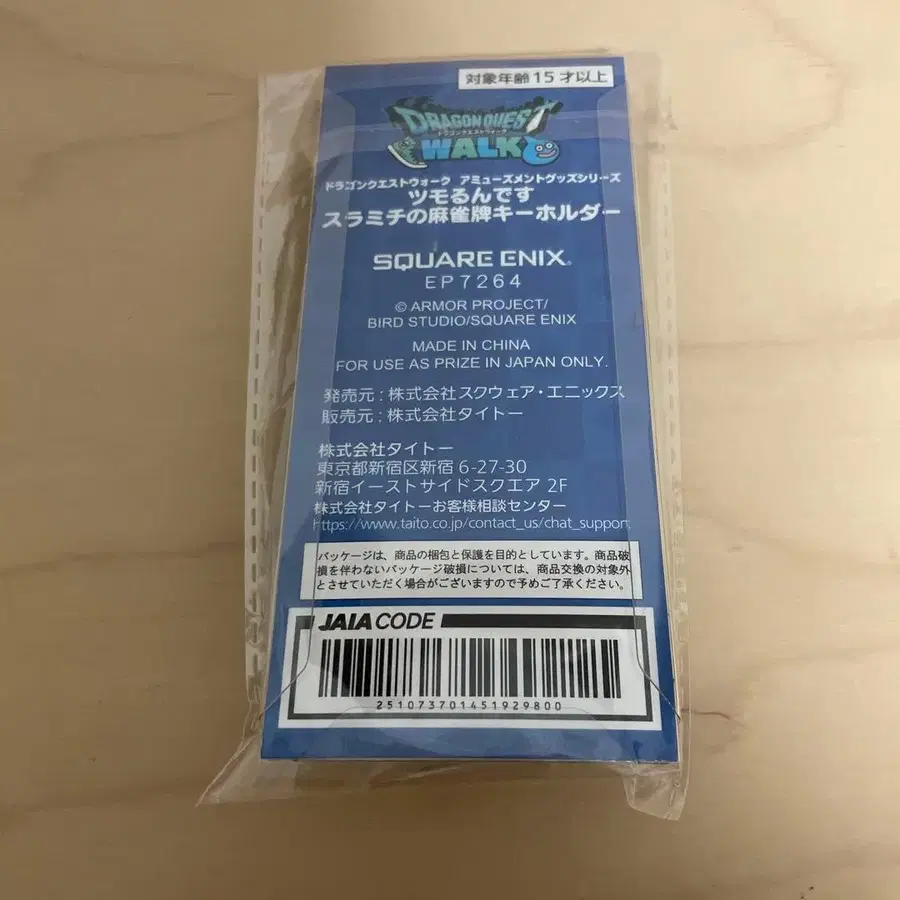 対象年齢15才以上
DRAGON QUEST
ドラゴンクエストウォーク
WALK
ドラゴンクエストウォーク アミューズメントグッズシリーズ
ツモるんです
スラミチの麻雀牌キーホルダー
SQUARE ENIX®
EP7264
© ARMOR PROJECT/
BIRD STUDIO/SQUARE ENIX
MADE IN CHINA
FOR USE AS PRIZE IN JAPAN ONLY.
発売元:株式会社スクウェア・エニックス
販売元:株式会社タイトー
株式会社タイトー
東京都新宿区新宿 6-27-30
新宿イーストサイドスクエア 2F
株式会社タイトーお客様相談センター
https://www.taito.co.jp/contact_us/chat_support
パッケージは、商品の梱包と保護を目的としています。商品破
損を伴わないパッケージ破損については、商品交換の対象外
とさせていただく場合がございますので予めご了承ください。
JAIA CODE
251073701451929800